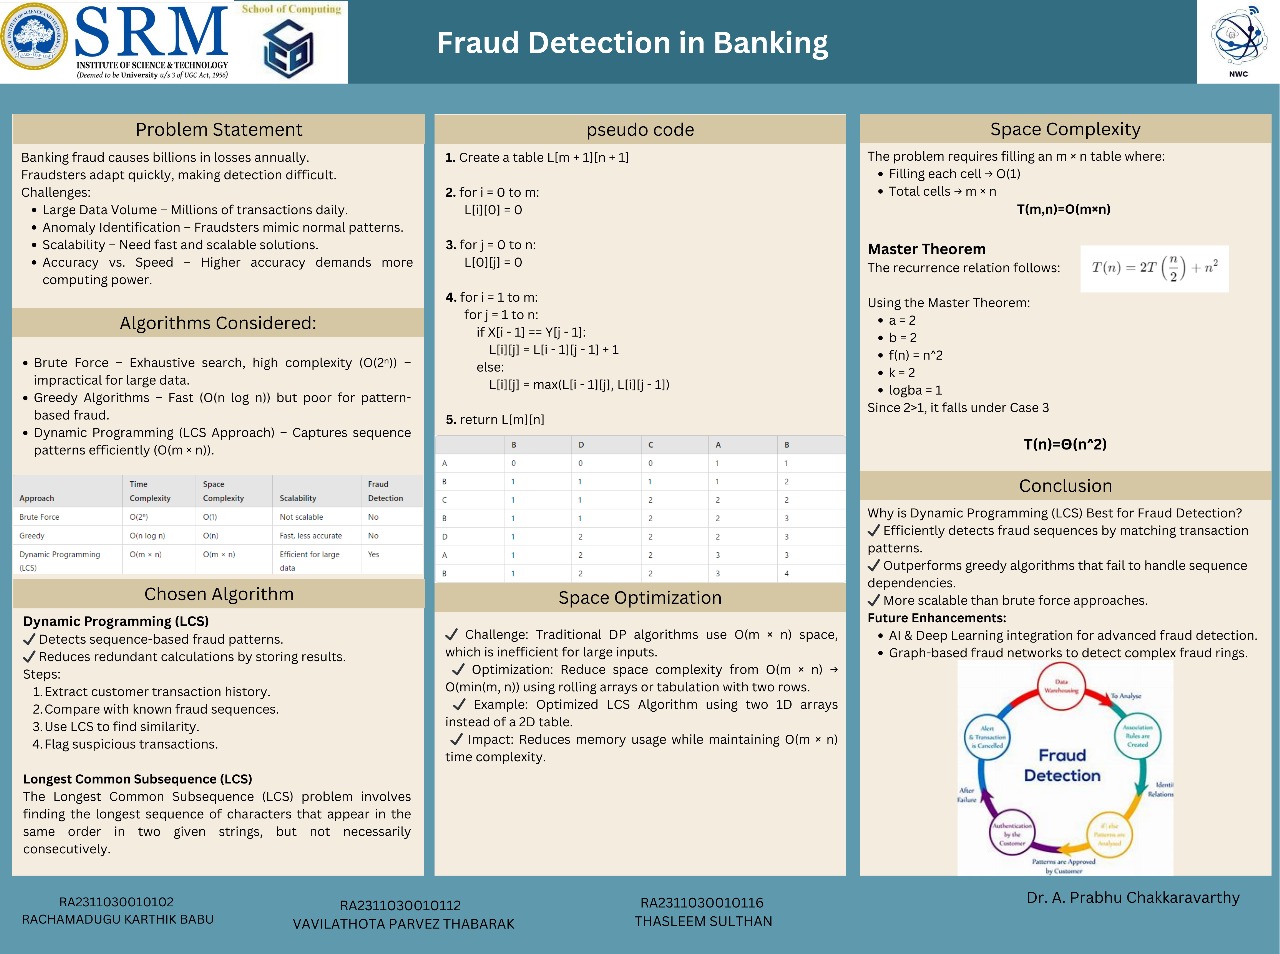 SRM
INSTITUTE OF SCIENCE & TECHNOLOGY
(Deemed to be University u/s 3 of UGC Act, 1956)
School of Computing
Fraud Detection in Banking
NWC
Problem Statement
Banking fraud causes billions in losses annually.
Fraudsters adapt quickly, making detection difficult.
Challenges:
• Large Data Volume – Millions of transactions daily.
• Anomaly Identification – Fraudsters mimic normal patterns.
• Scalability – Need fast and scalable solutions.
• Accuracy vs. Speed – Higher accuracy demands more
computing power.
Algorithms Considered:
• Brute Force – Exhaustive search, high complexity (O(2ⁿ)) –
impractical for large data.
• Greedy Algorithms – Fast (O(n log n)) but poor for pattern-
based fraud.
• Dynamic Programming (LCS Approach) – Captures sequence
patterns efficiently (O(m × n)).
Approach Time Complexity Space Complexity Scalability Fraud Detection
Brute Force O(2ⁿ) O(1) Not scalable No
Greedy O(n log n) O(n) Fast, less accurate No
Dynamic Programming (LCS) O(m × n) O(m × n) Efficient for large data Yes
Chosen Algorithm
Dynamic Programming (LCS)
✓ Detects sequence-based fraud patterns.
✓ Reduces redundant calculations by storing results.
Steps:
1. Extract customer transaction history.
2. Compare with known fraud sequences.
3. Use LCS to find similarity.
4. Flag suspicious transactions.
Longest Common Subsequence (LCS)
The Longest Common Subsequence (LCS) problem involves
finding the longest sequence of characters that appear in the
same order in two given strings, but not necessarily
consecutively.
pseudo code
1. Create a table L[m + 1][n + 1]
2. for i = 0 to m:
L[i][0] = 0
3. for j = 0 to n:
L[0][j] = 0
4. for i = 1 to m:
for j = 1 to n:
if X[i - 1] == Y[j - 1]:
L[i][j] = L[i - 1][j - 1] + 1
else:
L[i][j] = max(L[i - 1][j], L[i][j - 1])
5. return L[m][n]
B D C A B
A 0 0 0 1 1
B 1 1 1 1 2
C 1 1 2 2 2
B 1 1 2 2 3
D 1 2 2 2 3
A 1 2 2 3 3
B 1 2 2 3 4
Space Optimization
✓ Challenge: Traditional DP algorithms use O(m × n) space,
which is inefficient for large inputs.
✓ Optimization: Reduce space complexity from O(m × n) →
O(min(m, n)) using rolling arrays or tabulation with two rows.
✓ Example: Optimized LCS Algorithm using two 1D arrays
instead of a 2D table.
✓ Impact: Reduces memory usage while maintaining O(m × n)
time complexity.
Space Complexity
The problem requires filling an m × n table where:
• Filling each cell → O(1)
• Total cells → m × n
T(m,n)=O(m×n)
Master Theorem
The recurrence relation follows:
T(n) = 2T(n/2) + n²
Using the Master Theorem:
• a = 2
• b = 2
• f(n) = n^2
• k = 2
• logba = 1
Since 2>1, it falls under Case 3
T(n)=Θ(n^2)
Conclusion
Why is Dynamic Programming (LCS) Best for Fraud Detection?
✓ Efficiently detects fraud sequences by matching transaction
patterns.
✓ Outperforms greedy algorithms that fail to handle sequence
dependencies.
✓ More scalable than brute force approaches.
Future Enhancements:
• AI & Deep Learning integration for advanced fraud detection.
• Graph-based fraud networks to detect complex fraud rings.
Data
Warehousing
To Analyse
Association
Rules are
Created
Identi
Relations
If/ else
Patterns are
Analysed
Patterns are Approved
by Customer
Authentication
by the
Customer
After
Failure
Alert
& Transaction
is Cancelled
Fraud
Detection
RA2311030010102
RACHAMADUGU KARTHIK BABU
RA2311030010112
VAVILATHOTA PARVEZ THABARAK
RA2311030010116
THASLEEM SULTHAN
Dr. A. Prabhu Chakkaravarthy